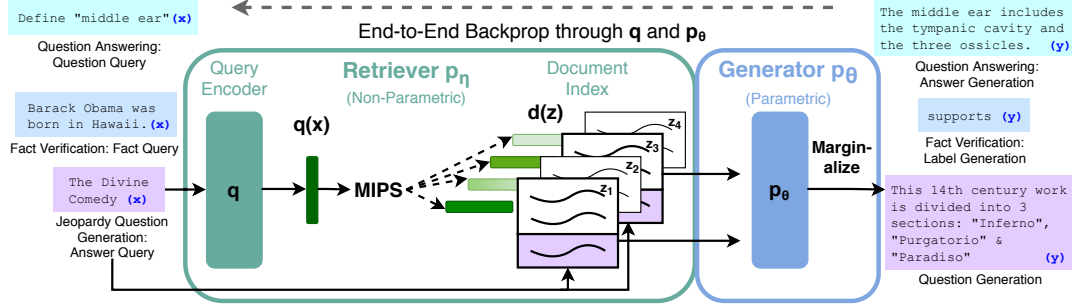 Define "middle ear" (x)
Question Answering:
Question Query
Barack Obama was
born in Hawaii. (x)
Fact Verification: Fact Query
The Divine
Comedy (x)
Jeopardy Question
Generation:
Answer Query
End-to-End Backprop through q and pθ
Query
Encoder
q
q(x)
Retriever pη
(Non-Parametric)
MIPS
Document
Index
d(z)
z4
z3
z2
z1
Generator pθ
(Parametric)
pθ
Margin-
alize
The middle ear includes
the tympanic cavity and
the three ossicles. (y)
Question Answering:
Answer Generation
supports (y)
Fact Verification:
Label Generation
This 14th century work
is divided into 3
sections: "Inferno",
"Purgatorio" &
"Paradiso" (y)
Question Generation